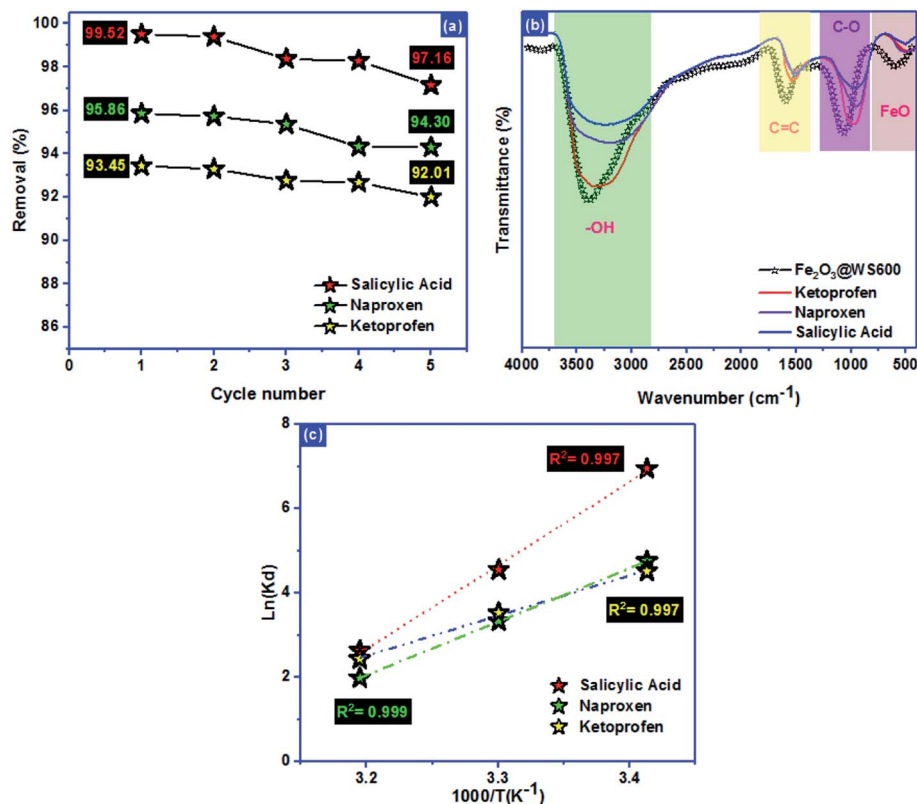 (a)
100
98
96
94
92
90
88
86
Removal (%)
99.52
97.16
95.86
94.30
93.45
92.01
Salicylic Acid
Naproxen
Ketoprofen
0 1 2 3 4 5
Cycle number
(b)
Transmittance (%)
-OH
C=C
C-O
FeO
Fe₂O₃@WS600
Ketoprofen
Naproxen
Salicylic Acid
4000 3500 3000 2500 2000 1500 1000 500
Wavenumber (cm⁻¹)
(c)
8
6
4
2
0
Ln(Kd)
R²= 0.997
R²= 0.997
R²= 0.999
Salicylic Acid
Naproxen
Ketoprofen
3.2 3.3 3.4
1000/T(K⁻¹)